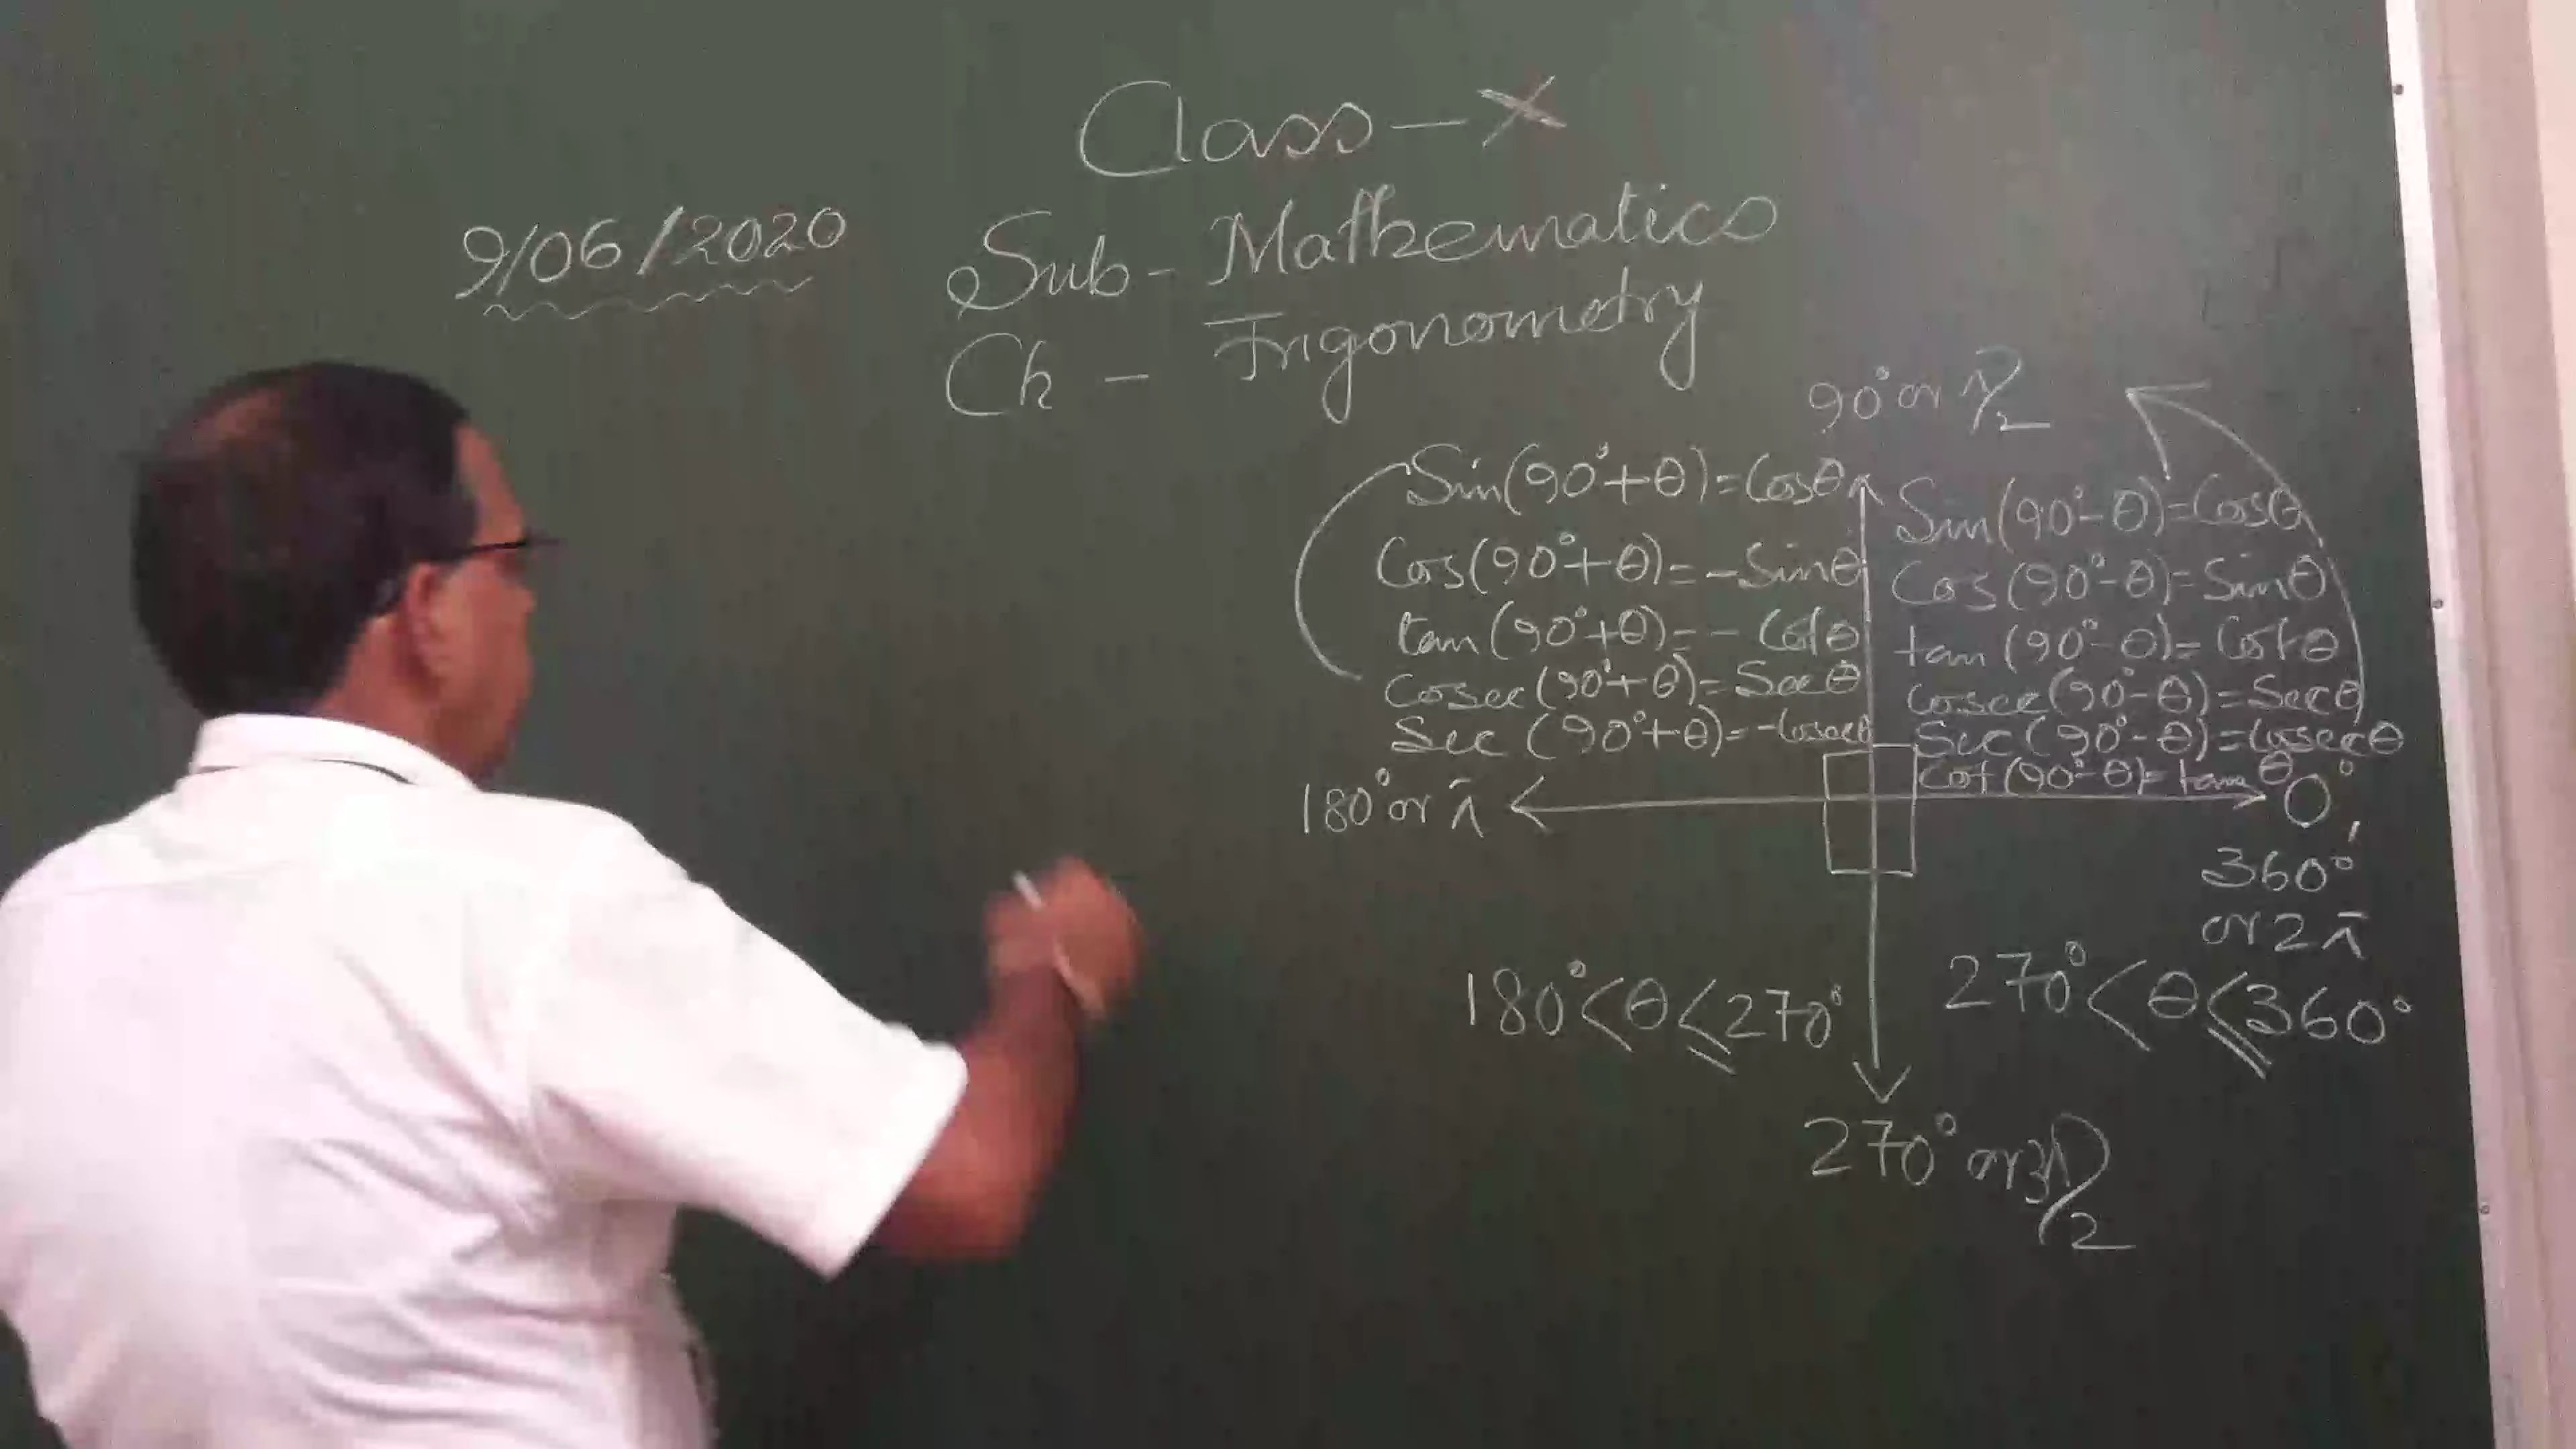 Class - X
9/06/2020
Sub - Mathematics
Ch - Trigonometry
90° or π/2
Sin(90°+θ)=Cosθ
Cos(90°+θ)=-Sinθ
tan(90°+θ)=-Cotθ
Cosec(90°+θ)=Secθ
Sec(90°+θ)=-Cosecθ
Sin(90°-θ)=Cosθ
Cos(90°-θ)=Sinθ
tan(90°-θ)=Cotθ
Cosec(90°-θ)=Secθ
Sec(90°-θ)=Cosecθ
Cot(90°-θ)=tanθ
180° or π
0°,
360°
or 2π
180°<θ≤270°
270°<θ≤360°
270° or 3π/2